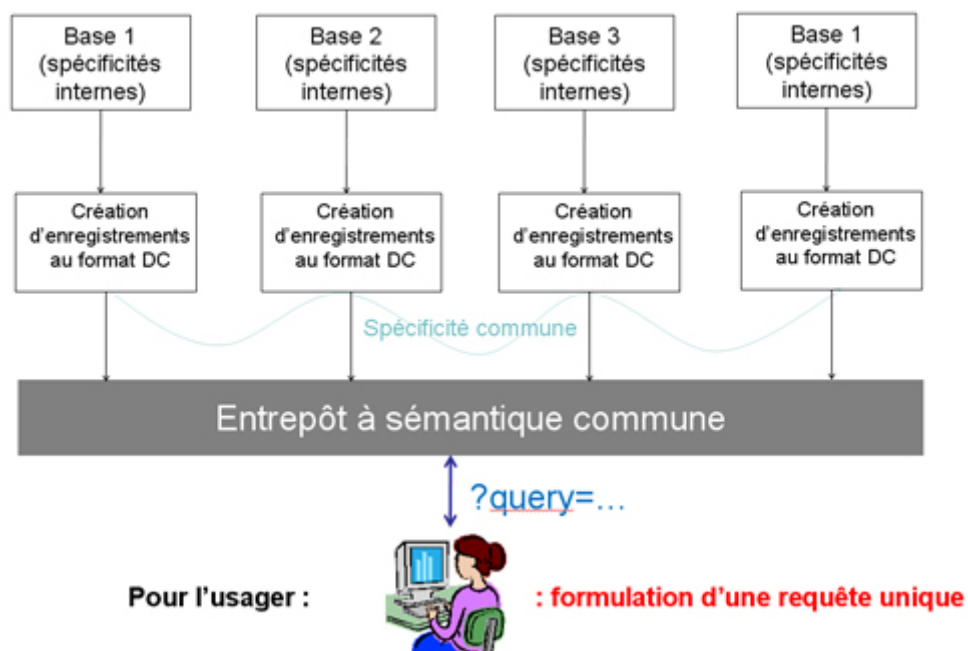 Base 1
(spécificités
internes)
Base 2
(spécificités
internes)
Base 3
(spécificités
internes)
Base 1
(spécificités
internes)
Création
d'enregistrements
au format DC
Création
d'enregistrements
au format DC
Création
d'enregistrements
au format DC
Création
d'enregistrements
au format DC
Spécificité commune
Entrepôt à sémantique commune
?query=…
Pour l'usager : : formulation d'une requête unique